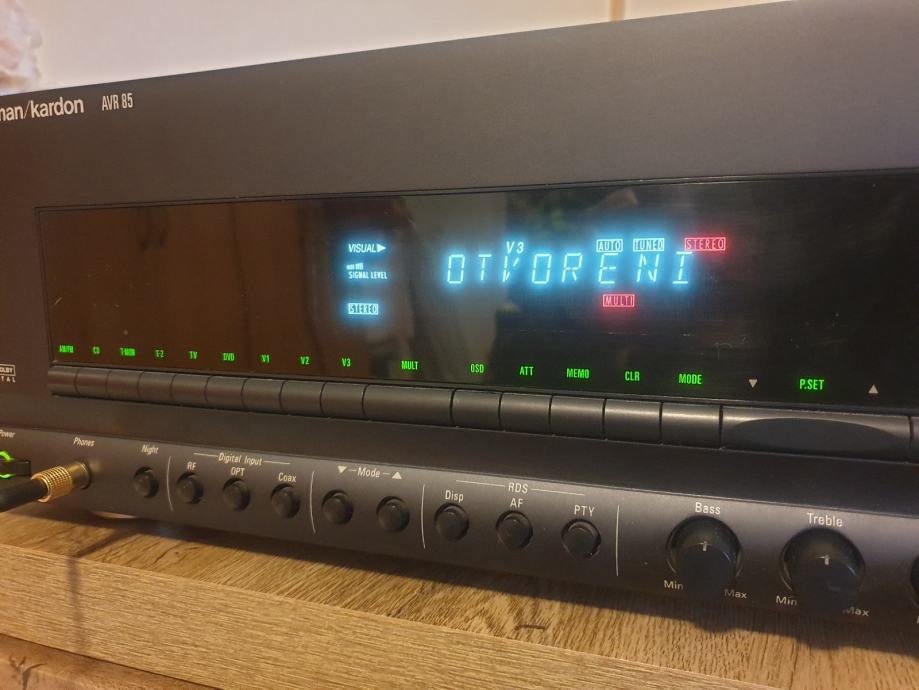 man/kardon AVR 85
VISUAL
V3
AUTO TUNED STEREO
SIGNAL LEVEL
OTVORENI
STEREO
MULTI
AM/FM CD T-MON T-2 TV DVD V1 V2 V3 MULT OSD ATT MEMO CLR MODE P.SET
Power
Phones
Night
Digital Input
RF OPT Coax
Mode
RDS
Disp AF PTY
Bass
Min Max
Treble
Min Max